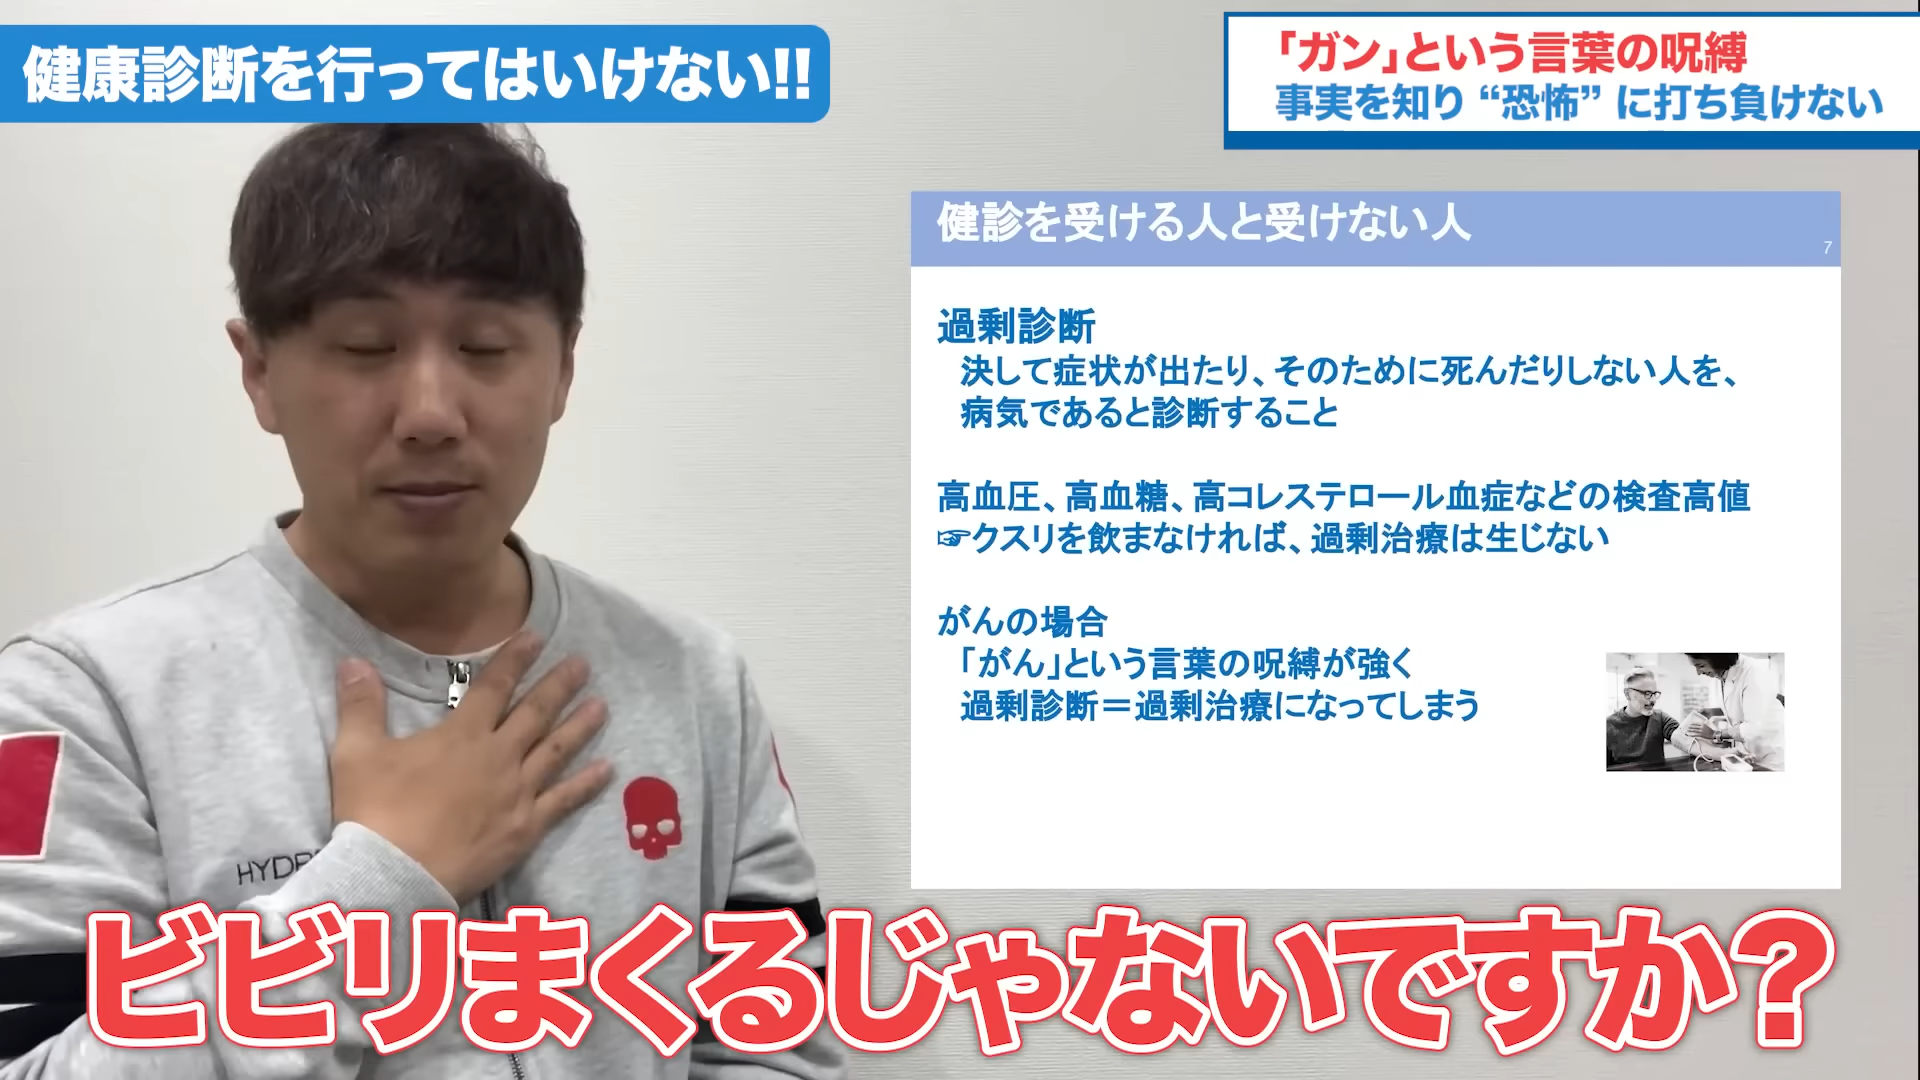 健康診断を行ってはいけない!!
「ガン」という言葉の呪縛
事実を知り“恐怖”に打ち負けない
健診を受ける人と受けない人
7
過剰診断
決して症状が出たり、そのために死んだりしない人を、
病気であると診断すること
高血圧、高血糖、高コレステロール血症などの検査高値
☞クスリを飲まなければ、過剰治療は生じない
がんの場合
「がん」という言葉の呪縛が強く
過剰診断＝過剰治療になってしまう
ビビりまくるじゃないですか?